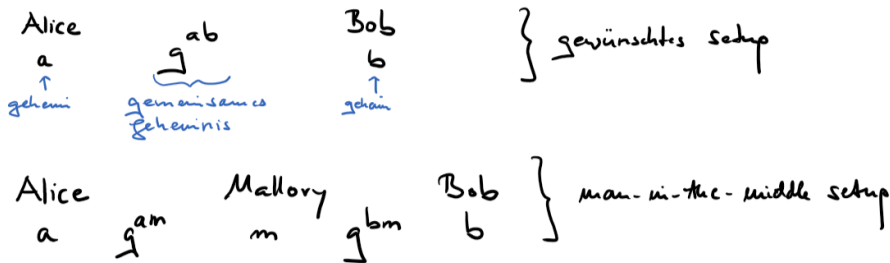 Alice Bob
g^ab } gewünschtes setup
a b
↑ ↑
geheim gemeinsames geheim
geheimnis
Alice Mallory Bob } man-in-the-middle setup
a g^am m g^bm b